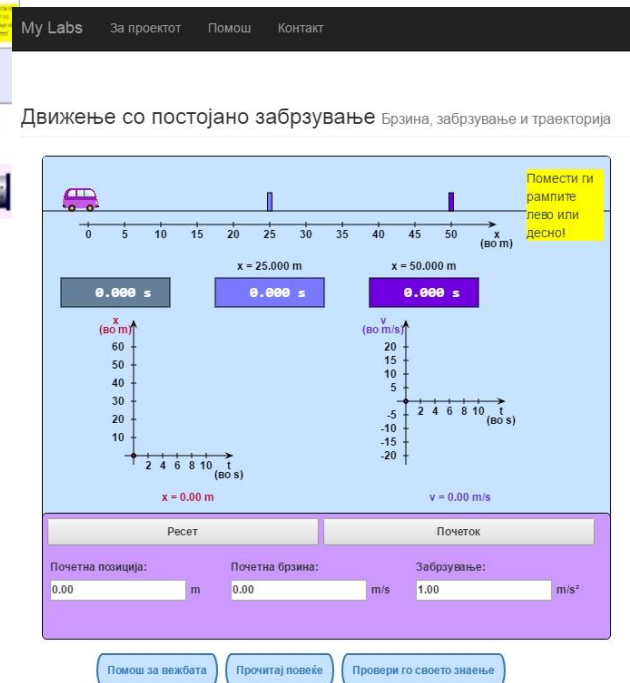 My Labs За проектот Помош Контакт
Движење со постојано забрзување Брзина, забрзување и траекторија
Помести ги
рампите
лево или
десно!
0 5 10 15 20 25 30 35 40 45 50 x
(во m)
x = 25.000 m x = 50.000 m
0.000 s 0.000 s 0.000 s
x
(во m)
60
50
40
30
20
10
2 4 6 8 10 t
(во s)
x = 0.00 m
v
(во m/s)
20
15
10
5
2 4 6 8 10 t
(во s)
-5
-10
-15
-20
v = 0.00 m/s
Ресет Почеток
Почетна позиција: Почетна брзина: Забрзување:
0.00 m 0.00 m/s 1.00 m/s²
Помош за вежбата Прочитај повеќе Провери го своето знаење